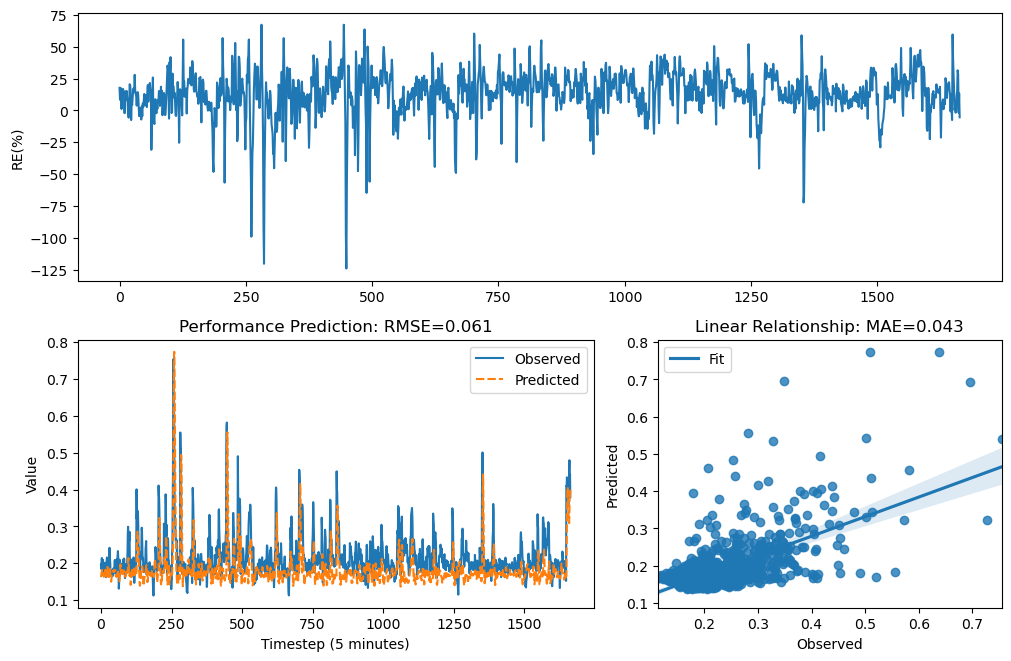 75
50
25
0
−25
−50
−75
−100
−125
RE(%)
0 250 500 750 1000 1250 1500
Performance Prediction: RMSE=0.061
0.8
0.7
0.6
0.5
0.4
0.3
0.2
0.1
Value
Observed
Predicted
0 250 500 750 1000 1250 1500
Timestep (5 minutes)
Linear Relationship: MAE=0.043
0.8
0.7
0.6
0.5
0.4
0.3
0.2
0.1
Predicted
Fit
0.2 0.3 0.4 0.5 0.6 0.7
Observed